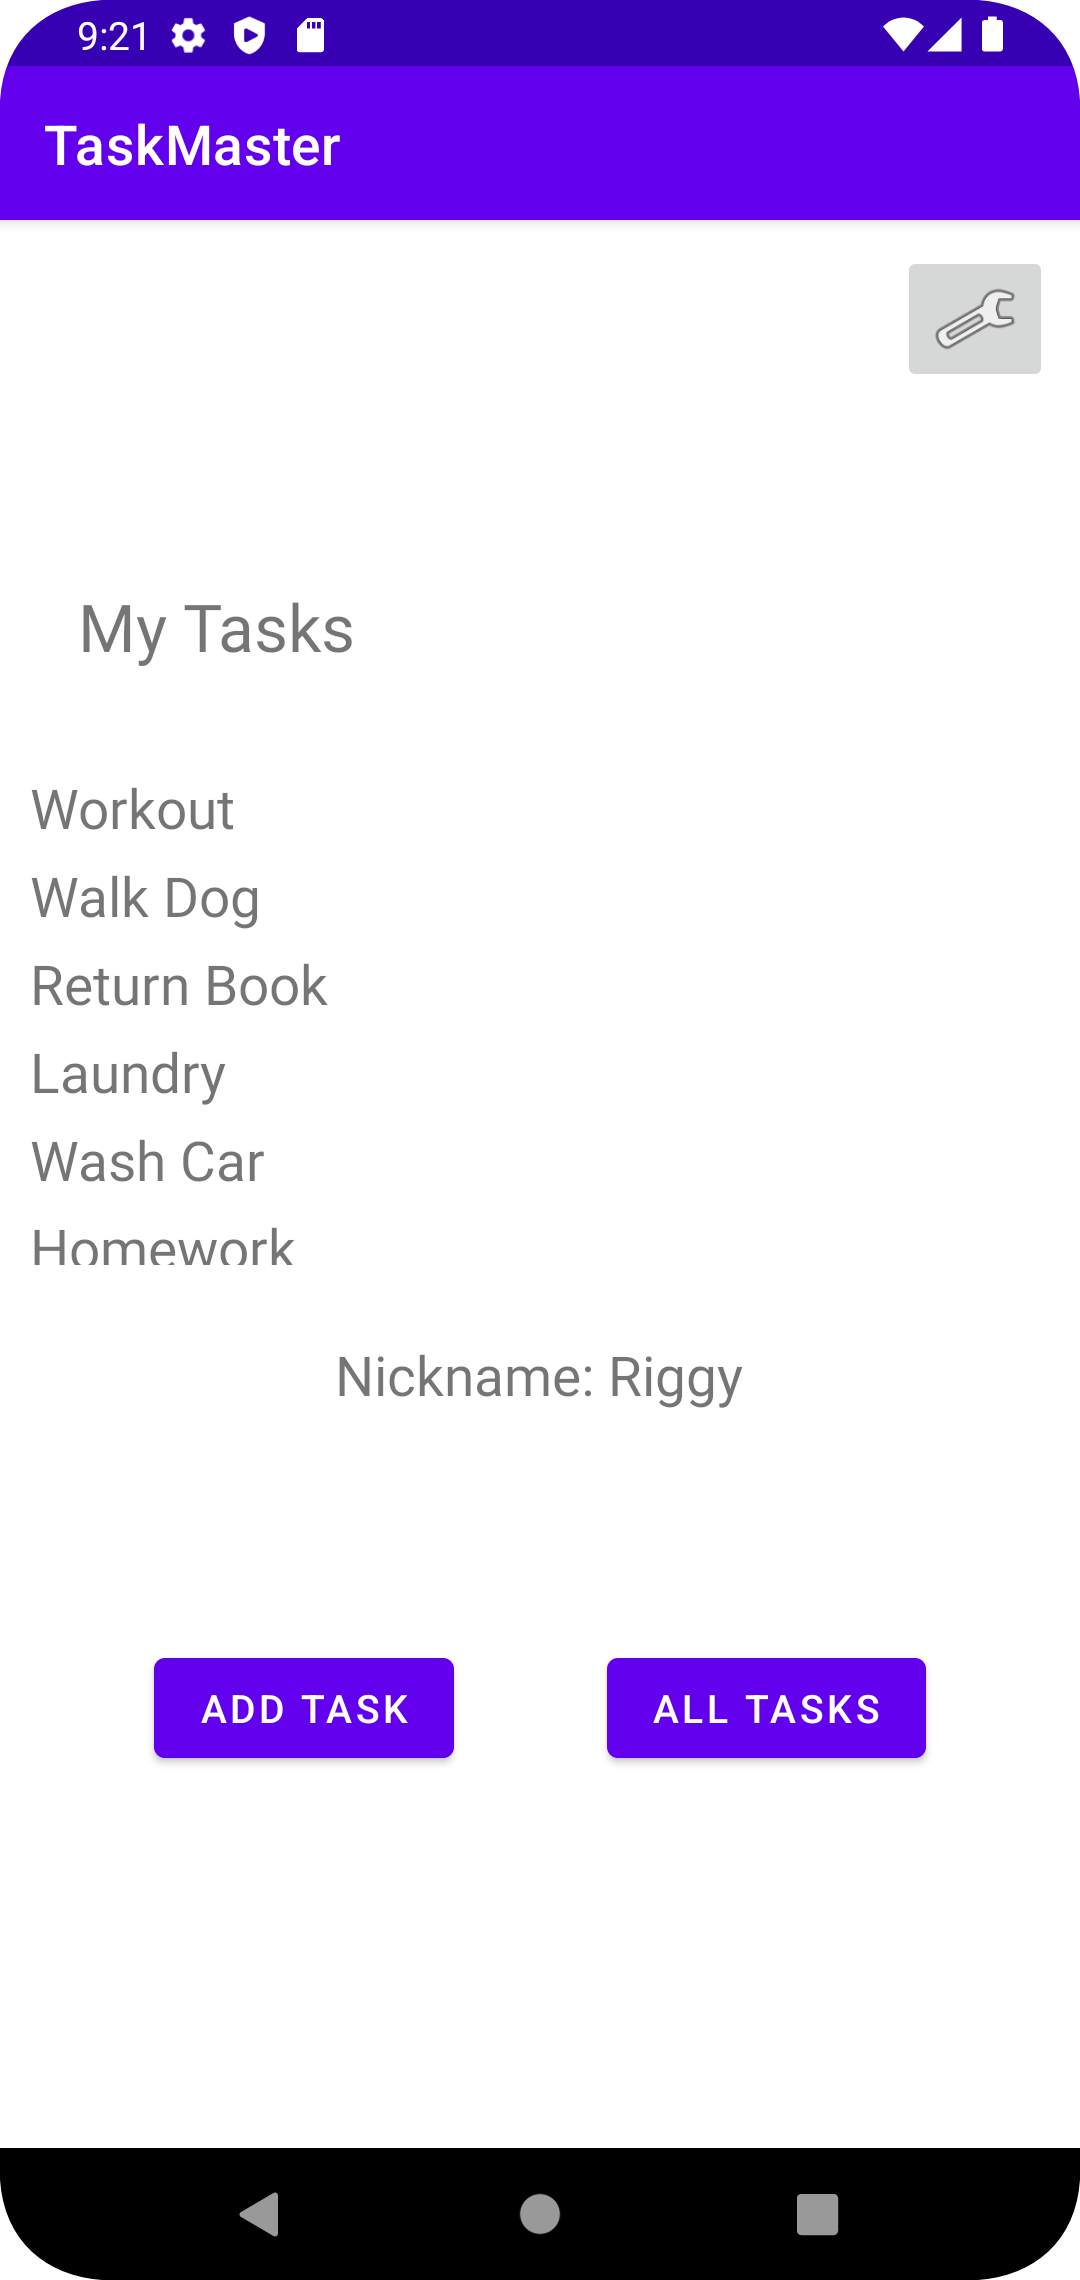 9:21
TaskMaster
My Tasks
Workout
Walk Dog
Return Book
Laundry
Wash Car
Homework
Nickname: Riggy
ADD TASK
ALL TASKS